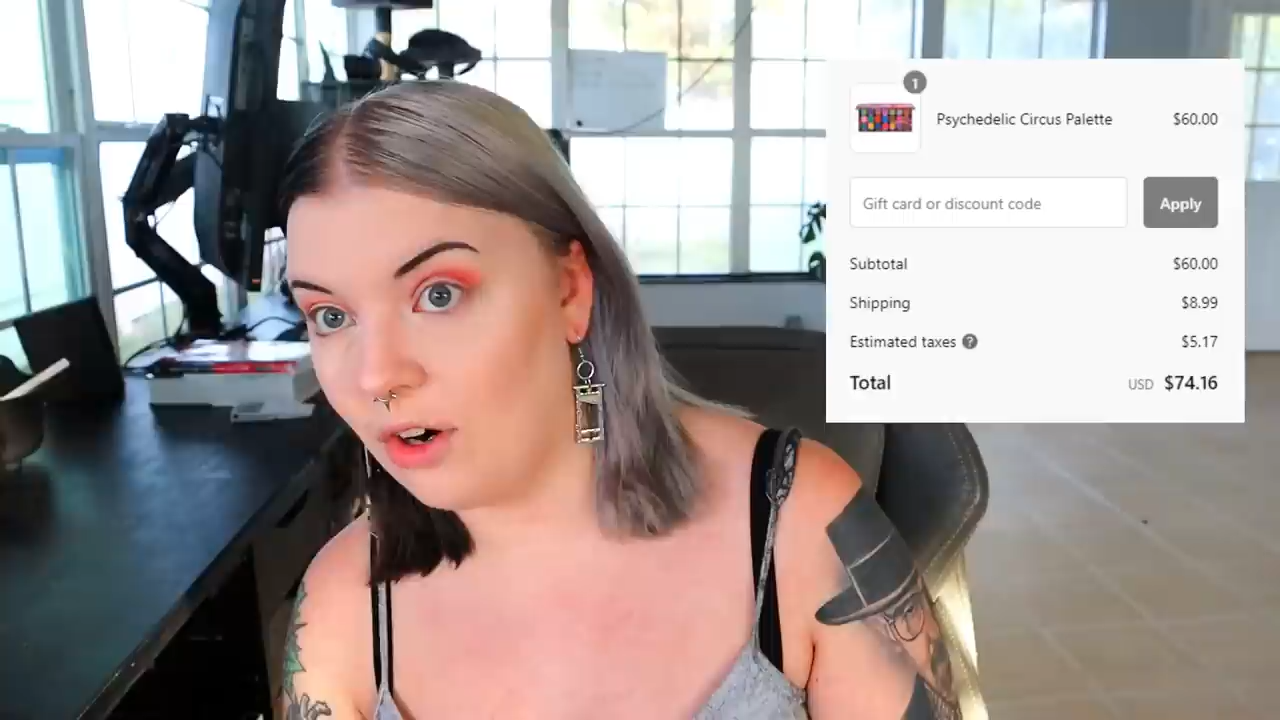 1
Psychedelic Circus Palette $60.00
Gift card or discount code Apply
Subtotal $60.00
Shipping $8.99
Estimated taxes ? $5.17
Total USD $74.16